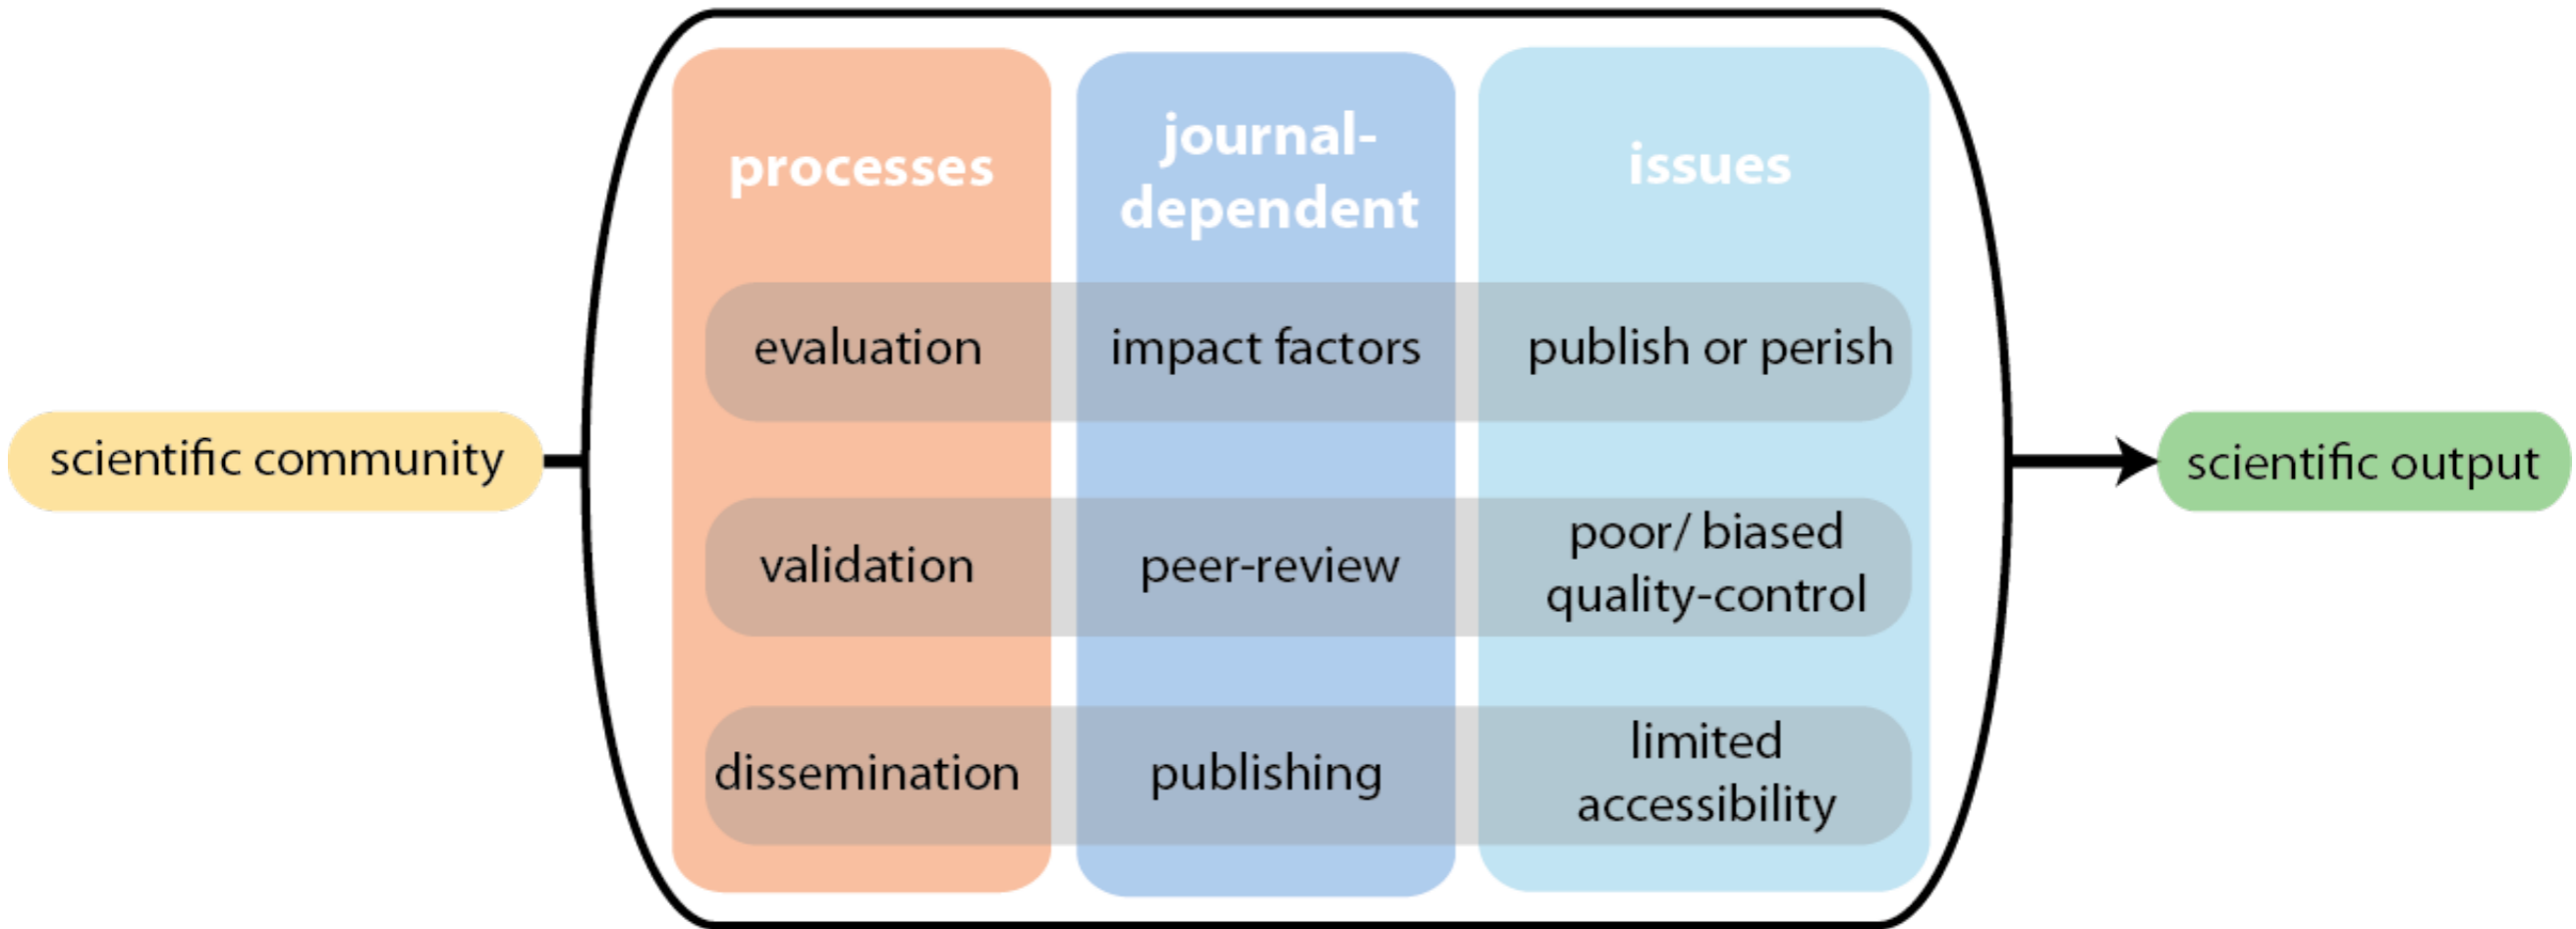 scientific community
processes
journal-
dependent
issues
evaluation
impact factors
publish or perish
validation
peer-review
poor/ biased
quality-control
dissemination
publishing
limited
accessibility
scientific output